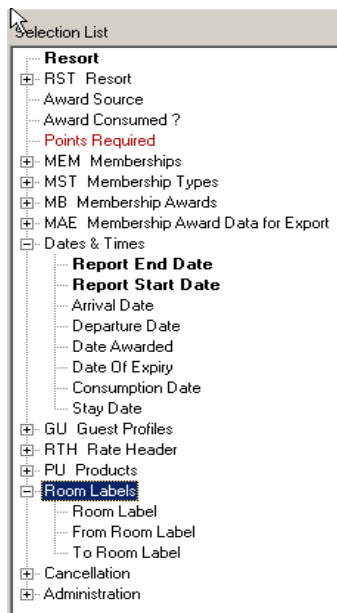 Selection List
Resort
RST Resort
Award Source
Award Consumed ?
Points Required
MEM Memberships
MST Membership Types
MB Membership Awards
MAE Membership Award Data for Export
Dates & Times
Report End Date
Report Start Date
Arrival Date
Departure Date
Date Awarded
Date Of Expiry
Consumption Date
Stay Date
GU Guest Profiles
RTH Rate Header
PU Products
Room Labels
Room Label
From Room Label
To Room Label
Cancellation
Administration